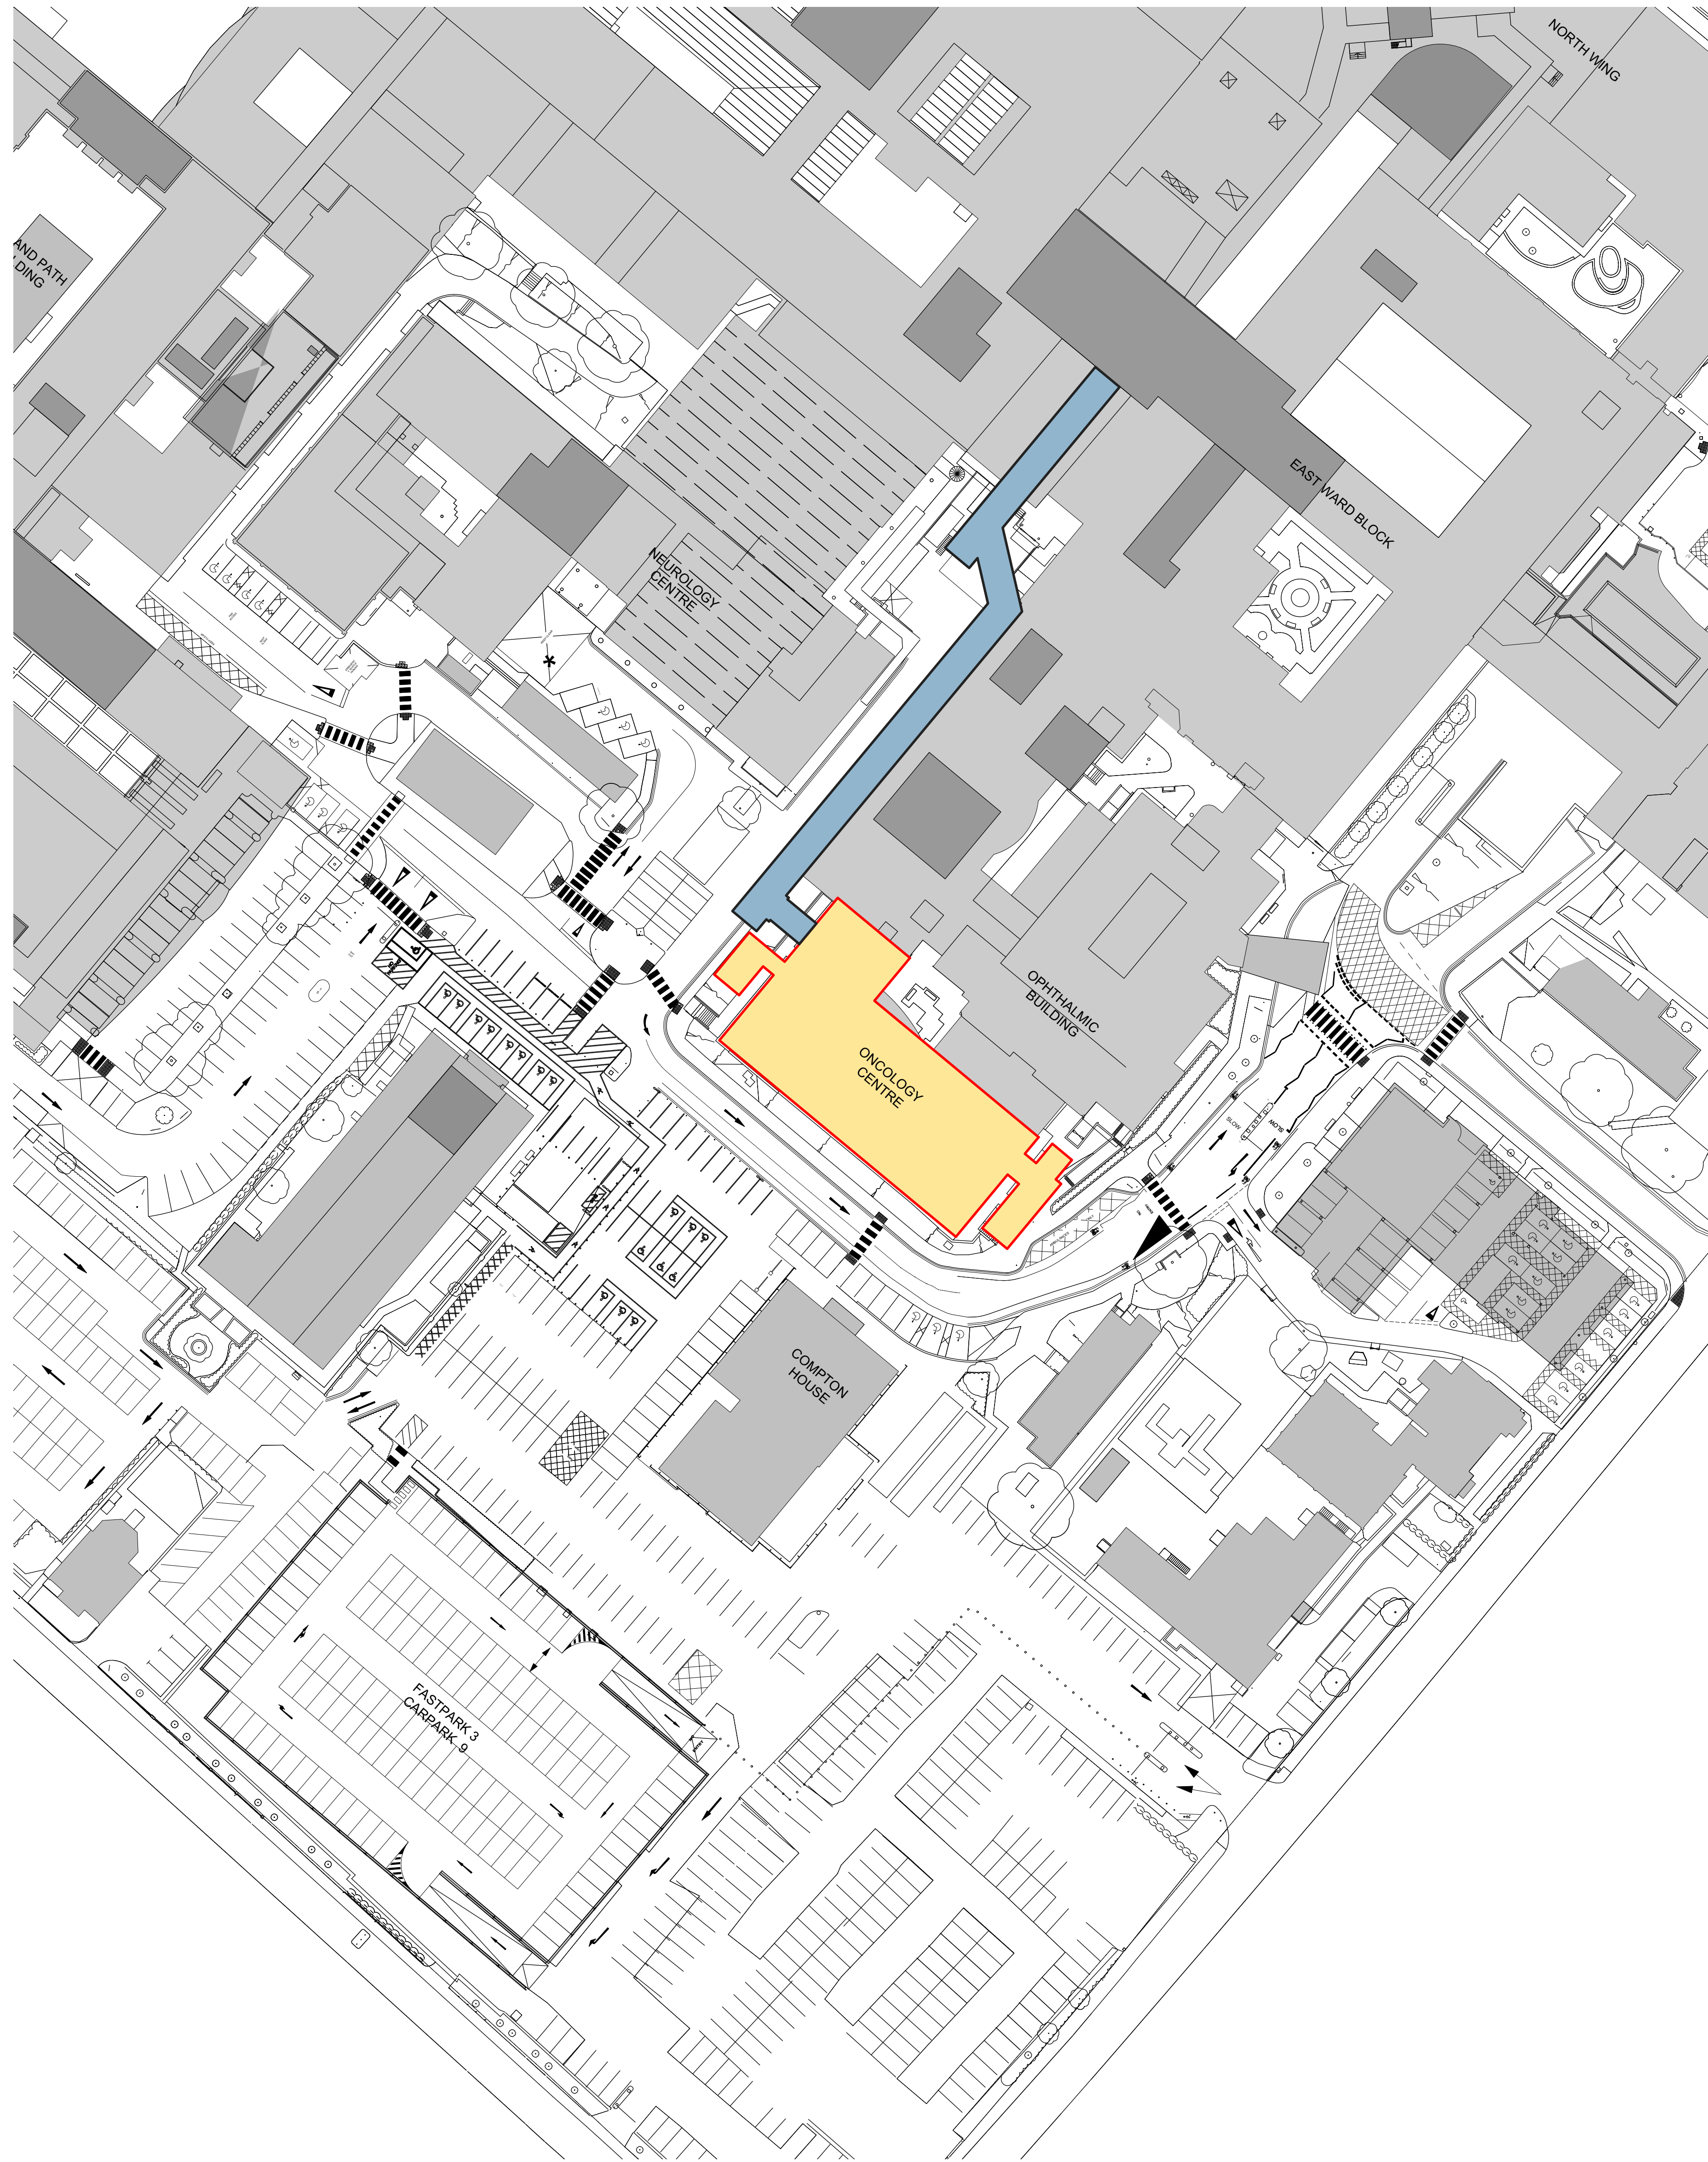 NORTH WING
AND PATH
LDING
EAST WARD BLOCK
NEUROLOGY
CENTRE
OPHTHALMIC
BUILDING
ONCOLOGY
CENTRE
SLOW
SLOW
COMPTON
HOUSE
FASTPARK 3
CARPARK 9